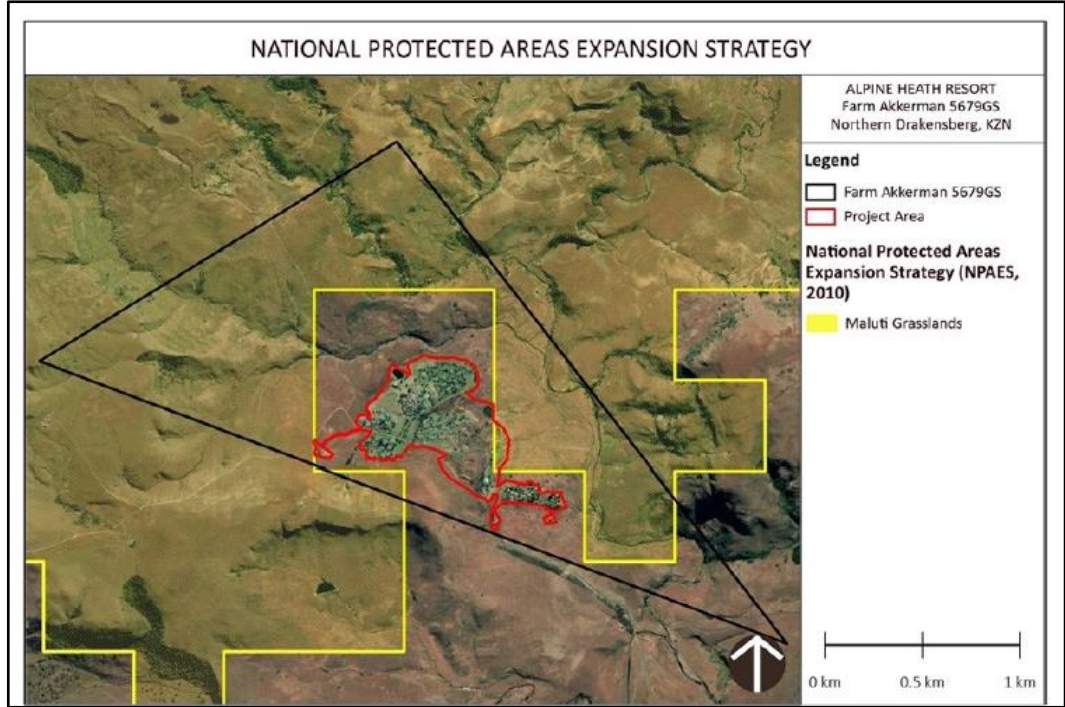 NATIONAL PROTECTED AREAS EXPANSION STRATEGY
ALPINE HEATH RESORT
Farm Akkerman 5679GS
Northern Drakensberg, KZN
Legend
Farm Akkerman 5679GS
Project Area
National Protected Areas
Expansion Strategy (NPAES,
2010)
Maluti Grasslands
0 km 0.5 km 1 km